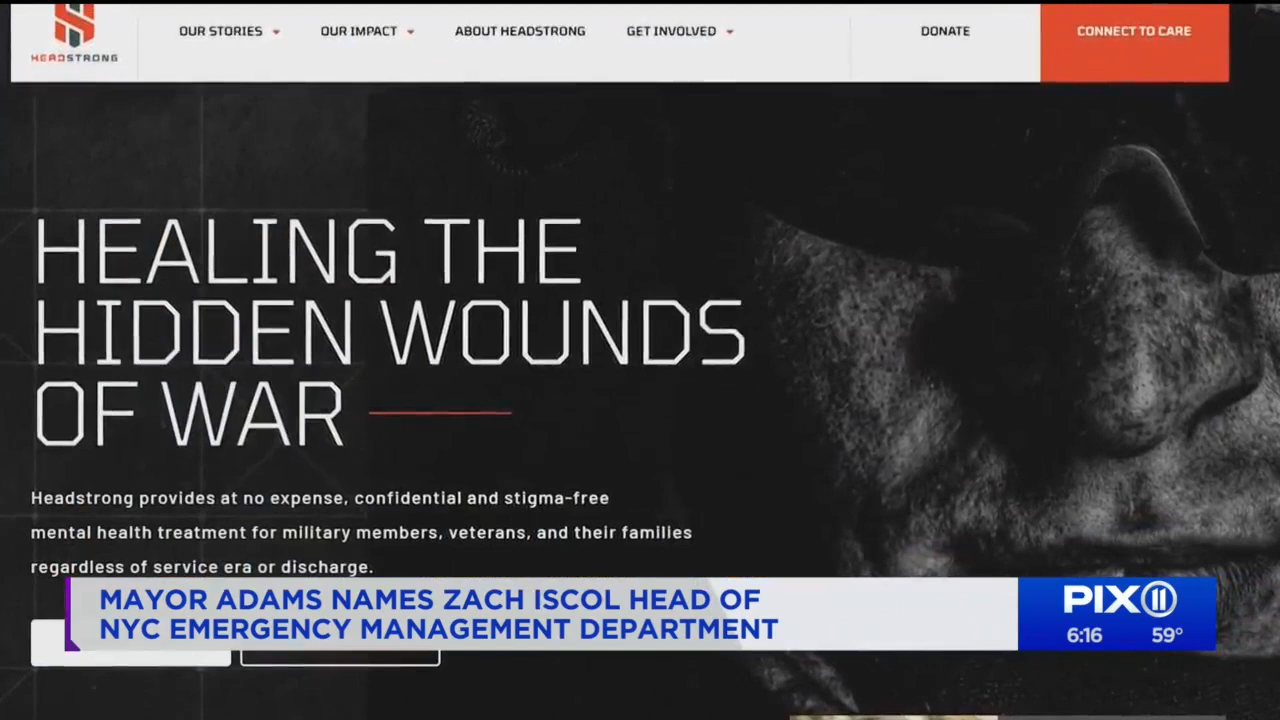 HEADSTRONG
OUR STORIES
OUR IMPACT
ABOUT HEADSTRONG
GET INVOLVED
DONATE
CONNECT TO CARE
HEALING THE
HIDDEN WOUNDS
OF WAR
Headstrong provides at no expense, confidential and stigma-free
mental health treatment for military members, veterans, and their families
regardless of service era or discharge.
MAYOR ADAMS NAMES ZACH ISCOL HEAD OF
NYC EMERGENCY MANAGEMENT DEPARTMENT
PIX 11
6:16 59°